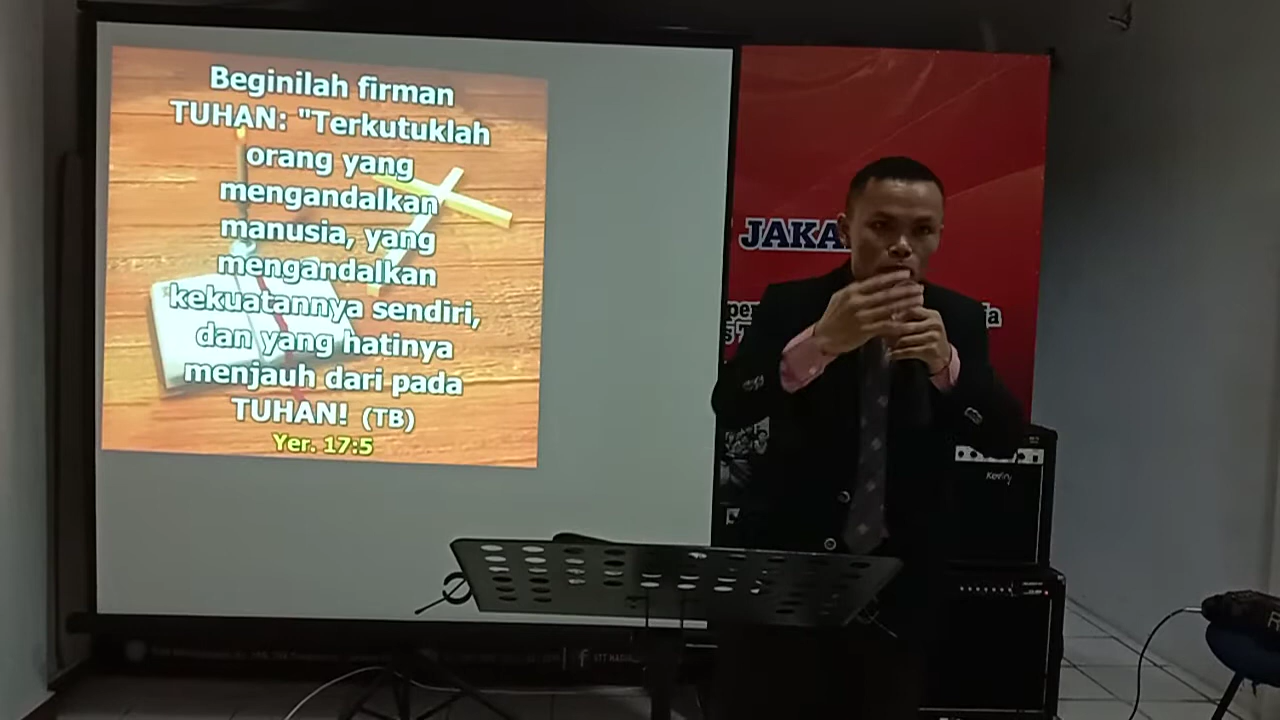 Beginilah firman
TUHAN: "Terkutuklah
orang yang
mengandalkan
manusia, yang
mengandalkan
kekuatannya sendiri,
dan yang hatinya
menjauh dari pada
TUHAN! (TB)
Yer. 17:5
JAKA